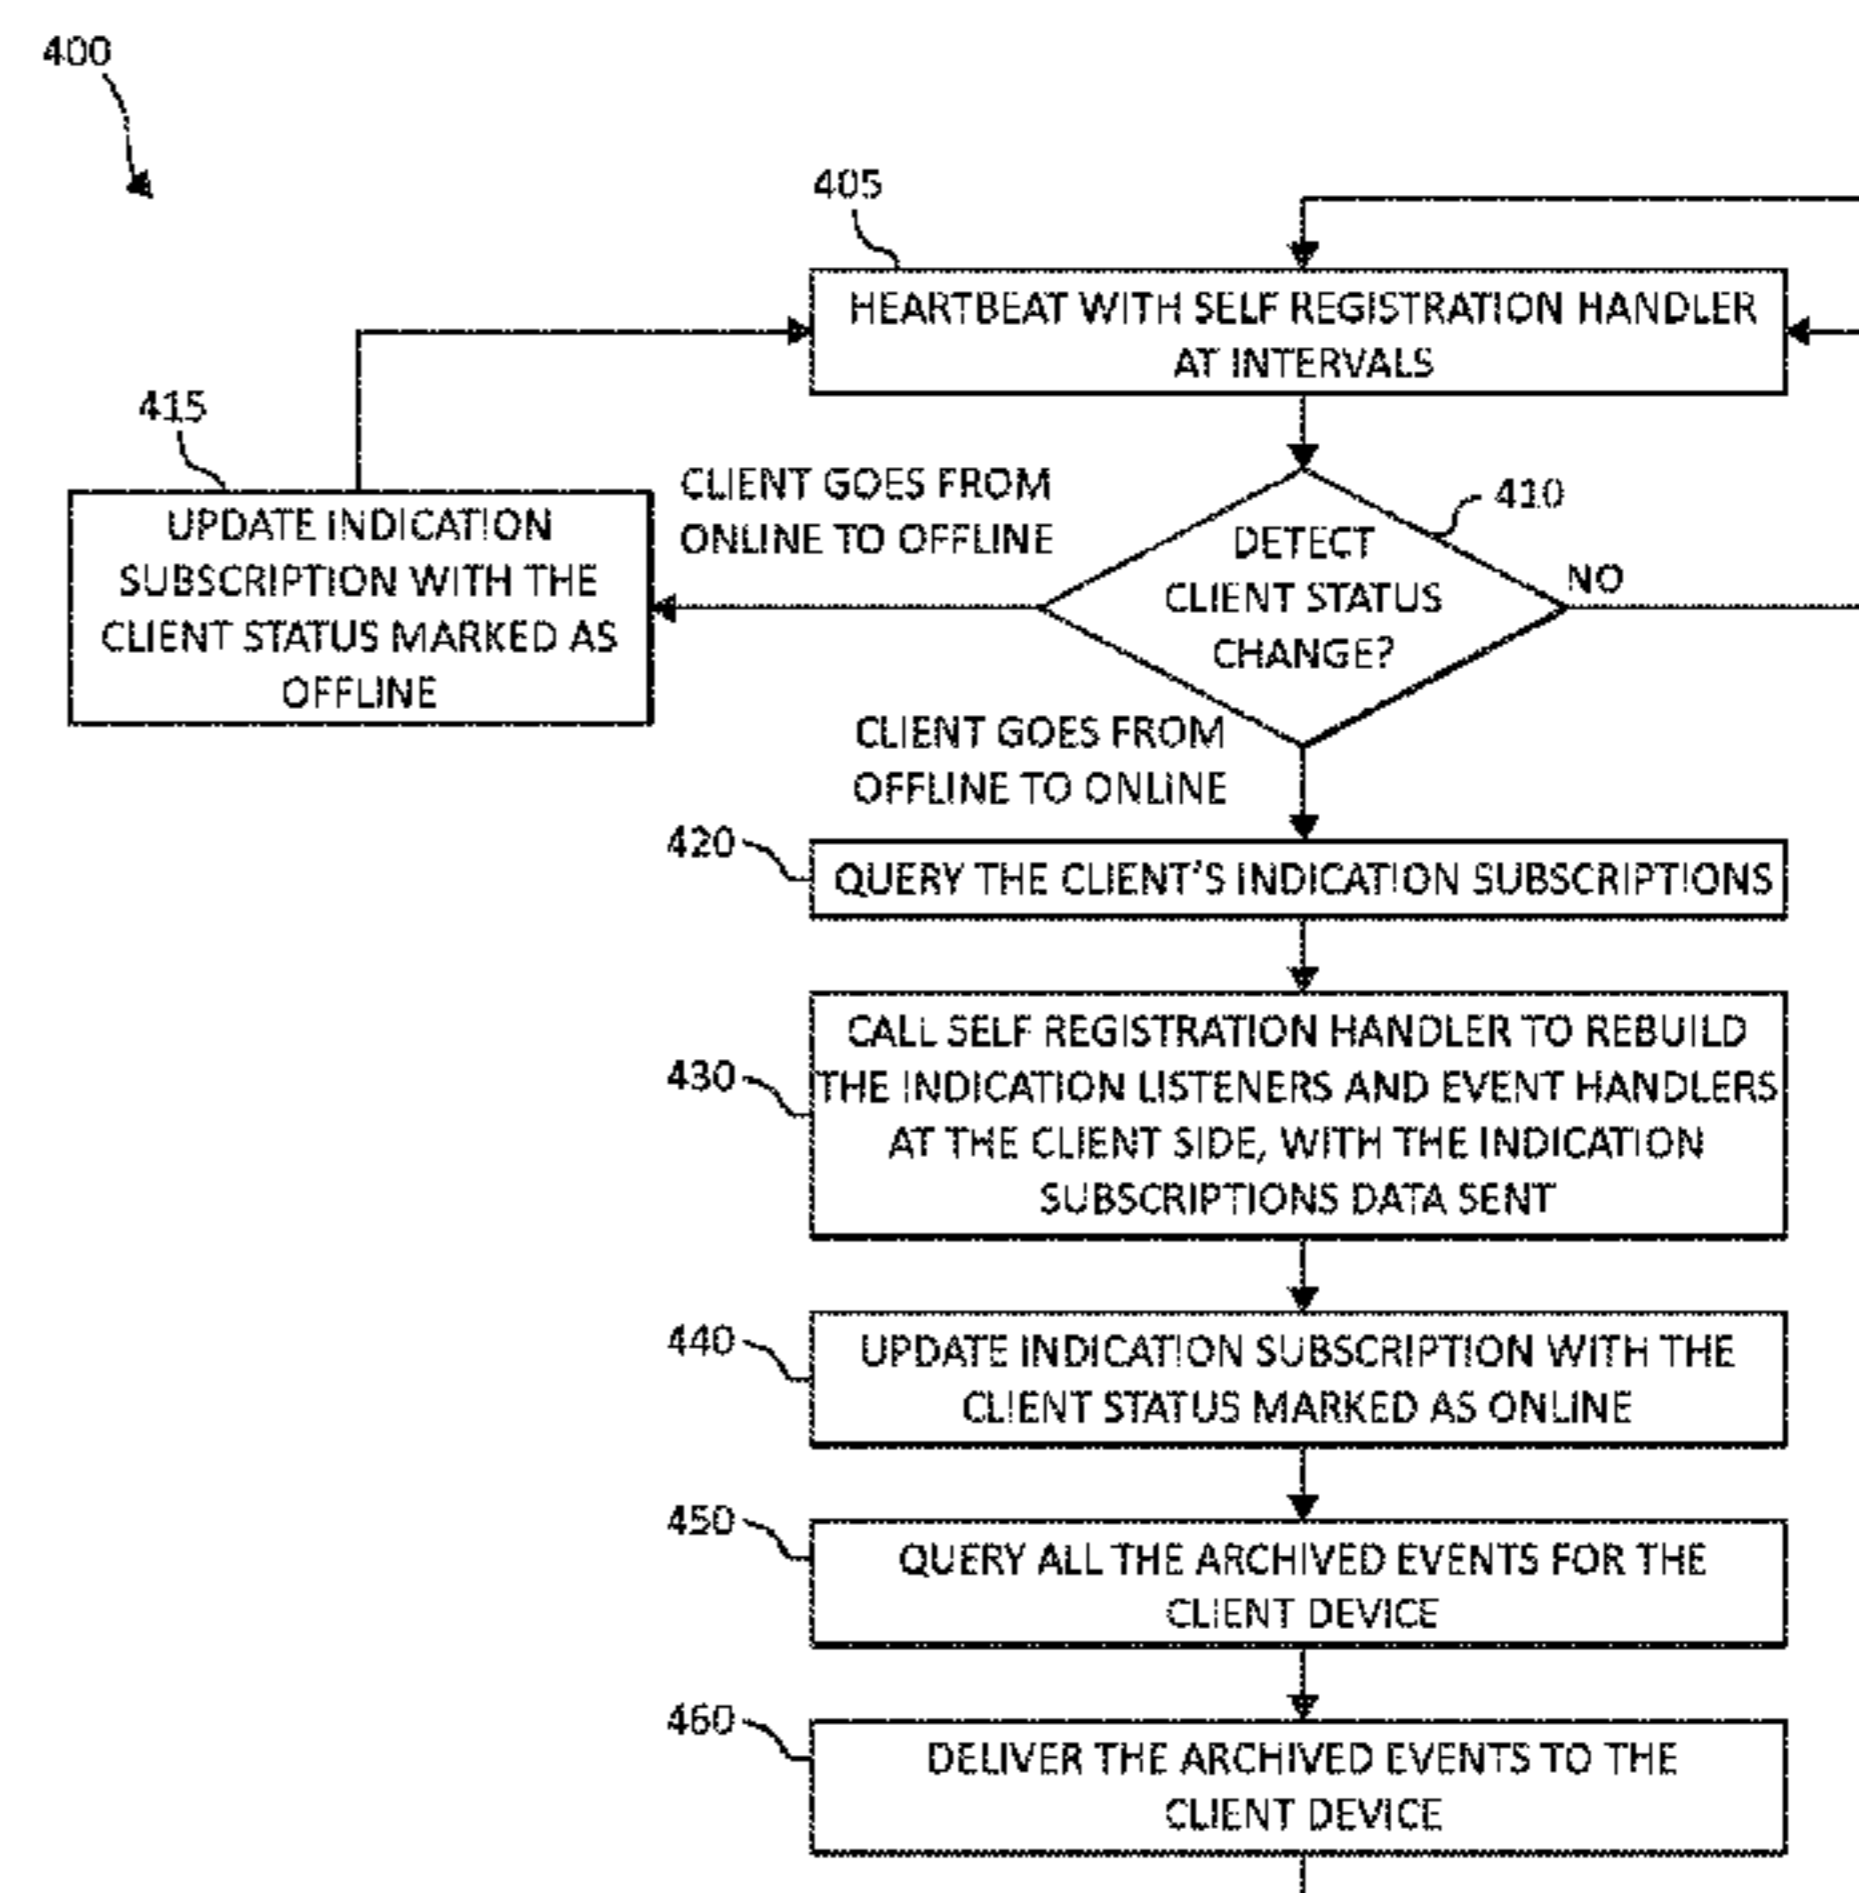 400
405
HEARTBEAT WITH SELF REGISTRATION HANDLER
AT INTERVALS
415
UPDATE INDICATION
SUBSCRIPTION WITH THE
CLIENT STATUS MARKED AS
OFFLINE
CLIENT GOES FROM
ONLINE TO OFFLINE
410
DETECT
CLIENT STATUS
CHANGE?
NO
CLIENT GOES FROM
OFFLINE TO ONLINE
420
QUERY THE CLIENT'S INDICATION SUBSCRIPTIONS
430
CALL SELF REGISTRATION HANDLER TO REBUILD
THE INDICATION LISTENERS AND EVENT HANDLERS
AT THE CLIENT SIDE, WITH THE INDICATION
SUBSCRIPTIONS DATA SENT
440
UPDATE INDICATION SUBSCRIPTION WITH THE
CLIENT STATUS MARKED AS ONLINE
450
QUERY ALL THE ARCHIVED EVENTS FOR THE
CLIENT DEVICE
460
DELIVER THE ARCHIVED EVENTS TO THE
CLIENT DEVICE